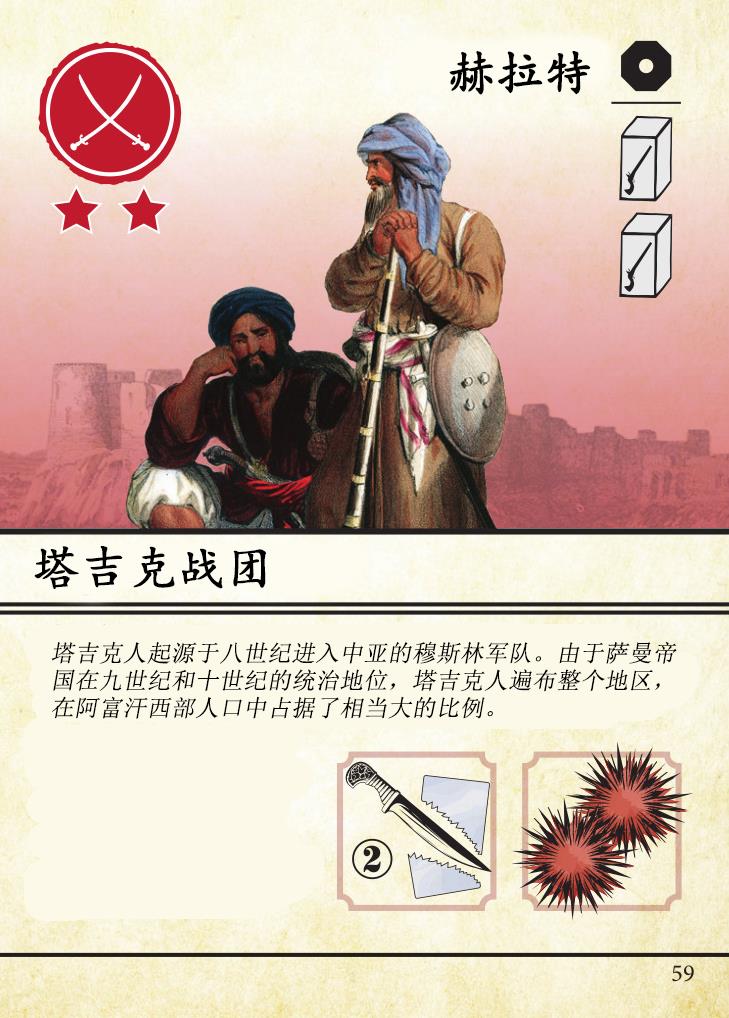 赫拉特
塔吉克战团
塔吉克人起源于八世纪进入中亚的穆斯林军队。由于萨曼帝
国在九世纪和十世纪的统治地位，塔吉克人遍布整个地区，
在阿富汗西部人口中占据了相当大的比例。
2
59